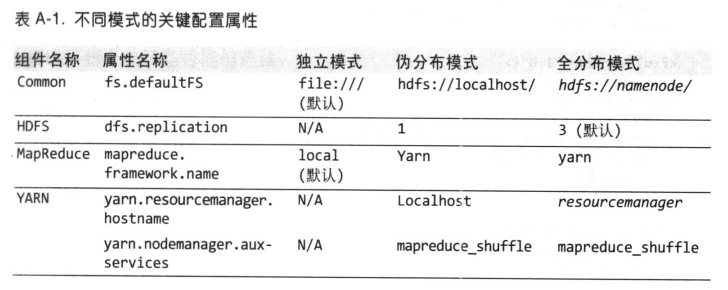 表 A-1. 不同模式的关键配置属性
组件名称 属性名称 独立模式 伪分布模式 全分布模式
Common fs.defaultFS file:/// hdfs://localhost/ hdfs://namenode/
(默认)
HDFS dfs.replication N/A 1 3 (默认)
MapReduce mapreduce. local Yarn yarn
framework.name (默认)
YARN yarn.resourcemanager. N/A Localhost resourcemanager
hostname
yarn.nodemanager.aux- N/A mapreduce_shuffle mapreduce_shuffle
services